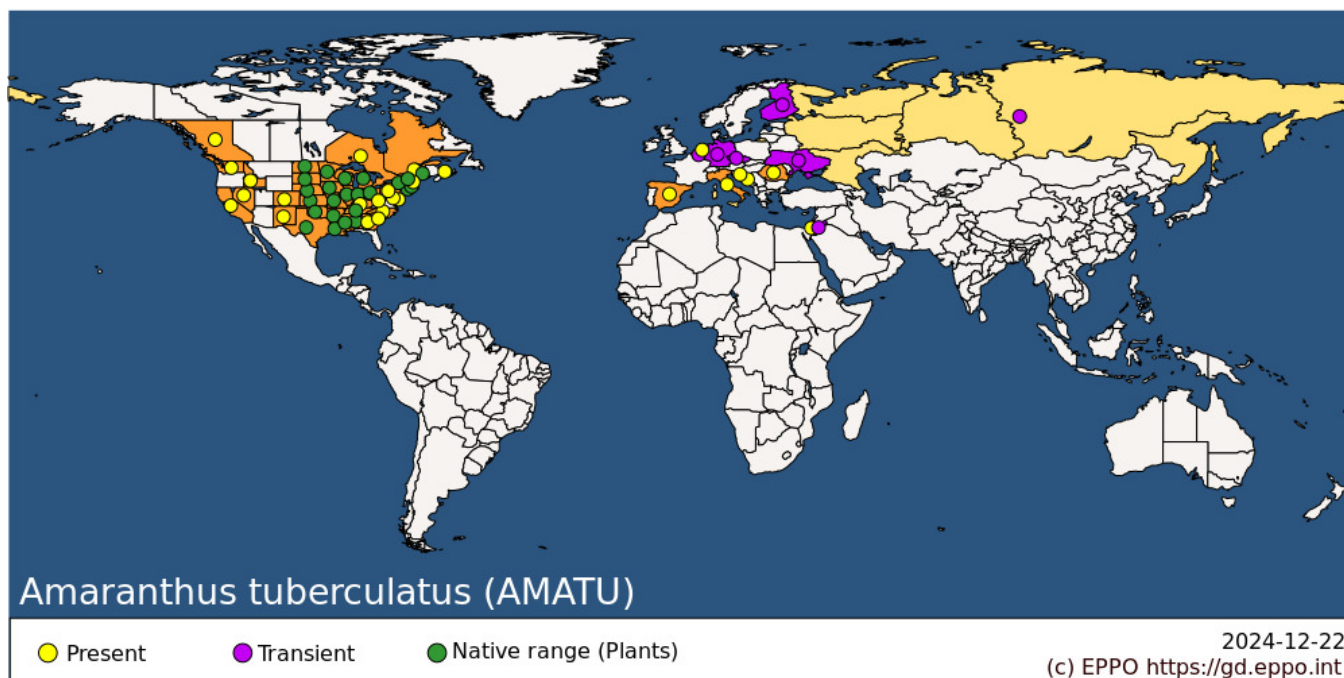 Amaranthus tuberculatus (AMATU)
Present
Transient
Native range (Plants)
2024-12-22
(c) EPPO https://gd.eppo.int